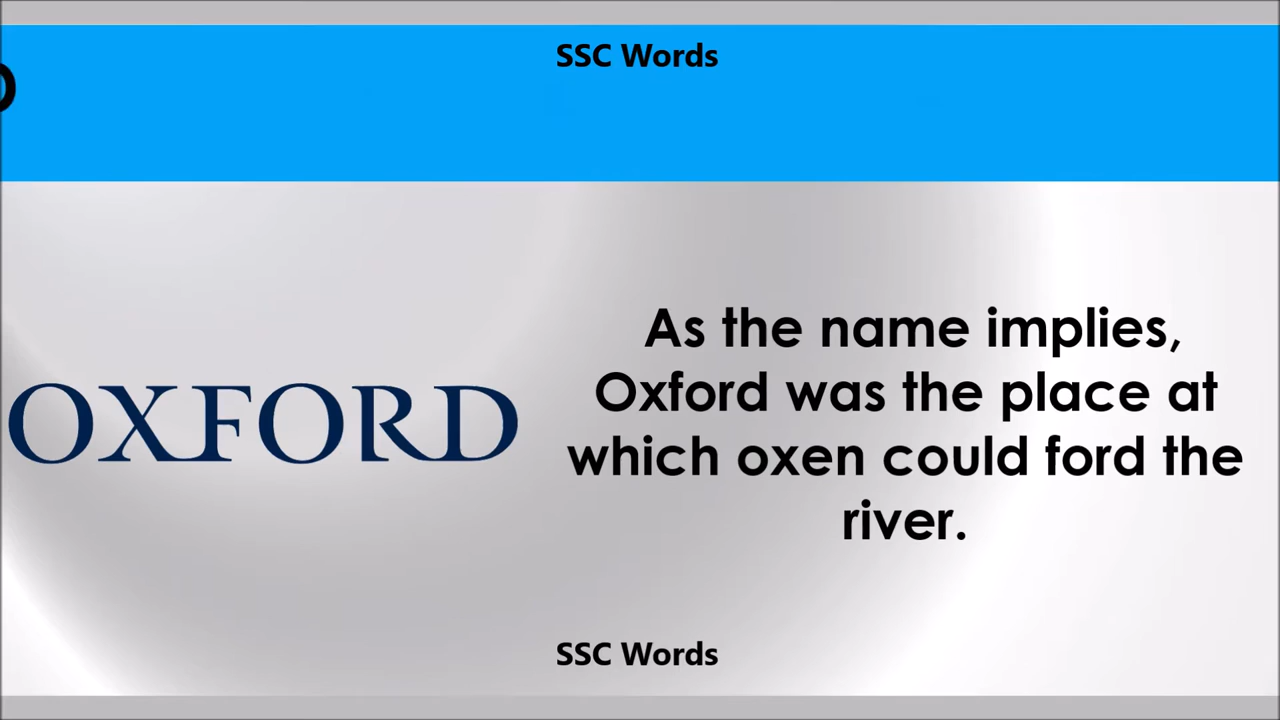 SSC Words
As the name implies,
Oxford was the place at
OXFORD
which oxen could ford the
river.
SSC Words